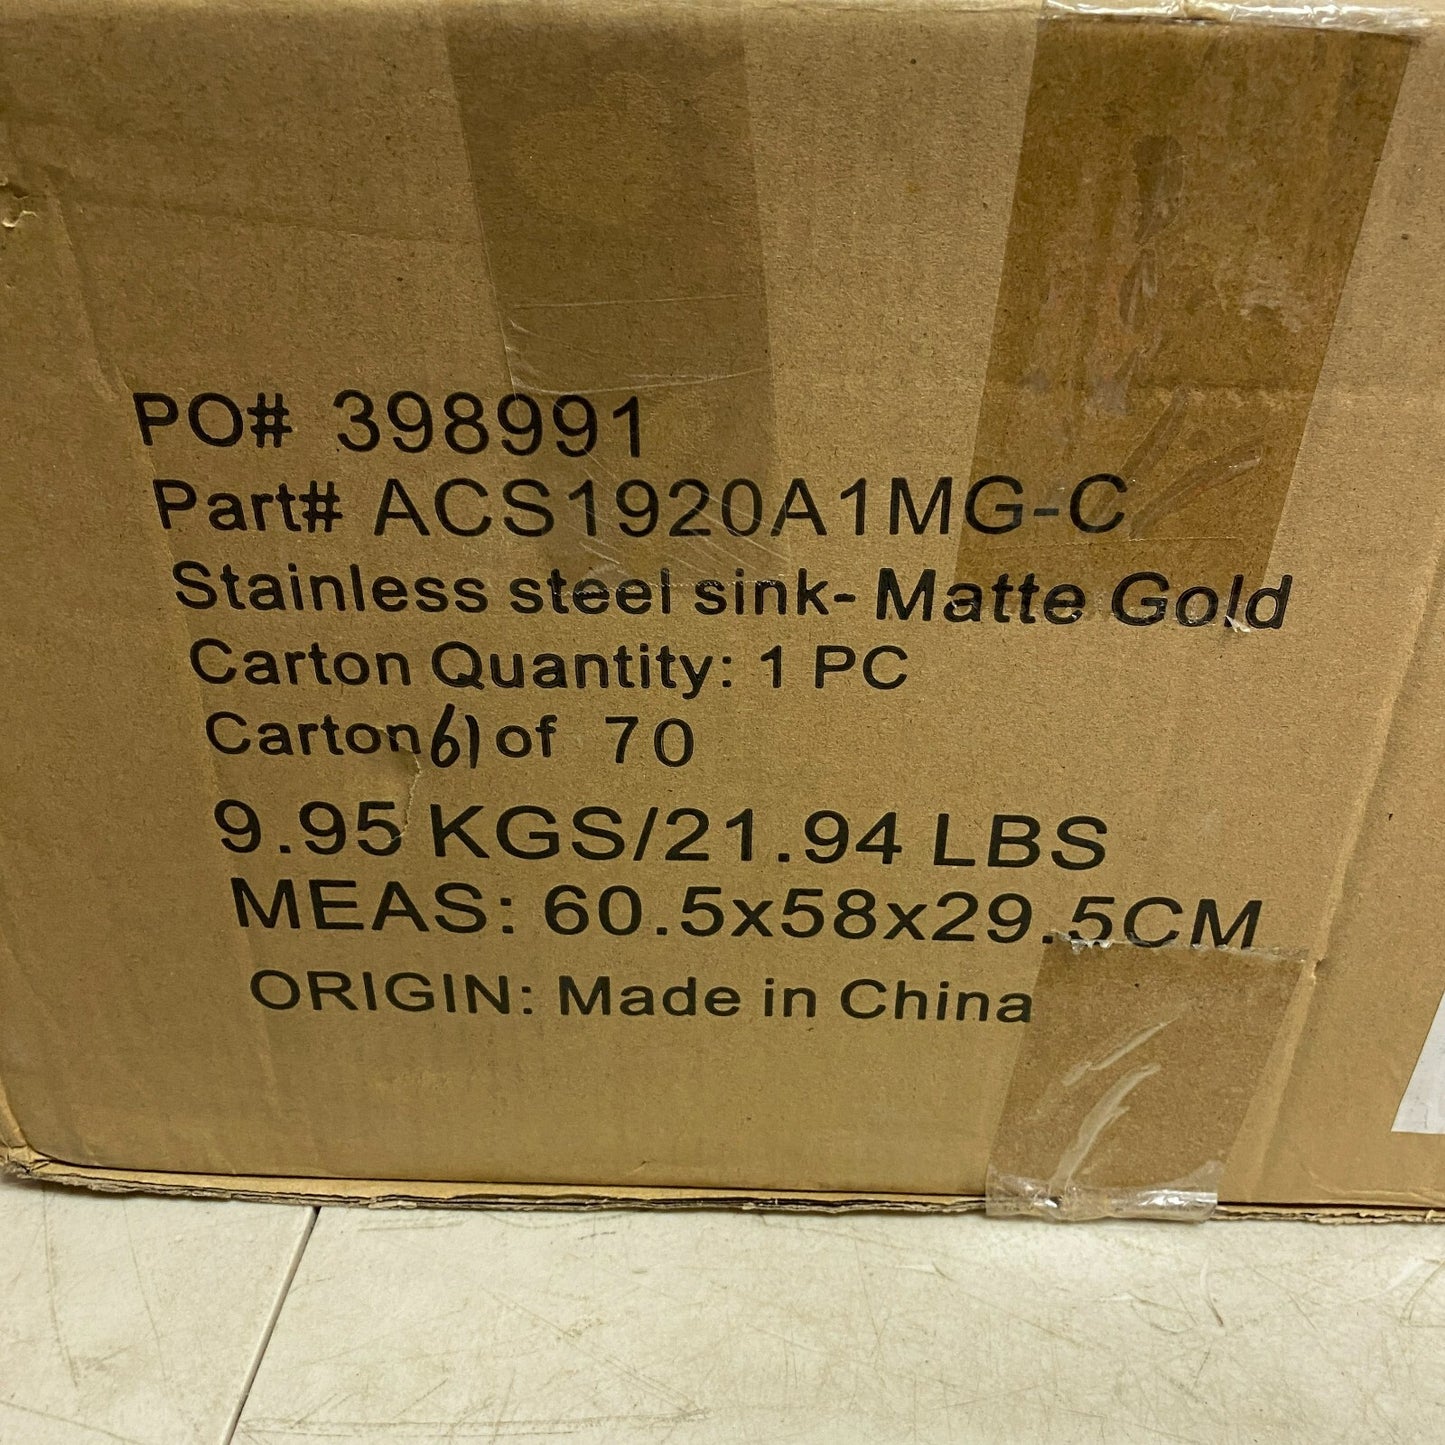 PO# 398991
Part# ACS1920A1MG-C
Stainless steel sink- Matte Gold
Carton Quantity: 1 PC
Carton 61 of 70
9.95 KGS/21.94 LBS
MEAS: 60.5x58x29.5CM
ORIGIN: Made in China